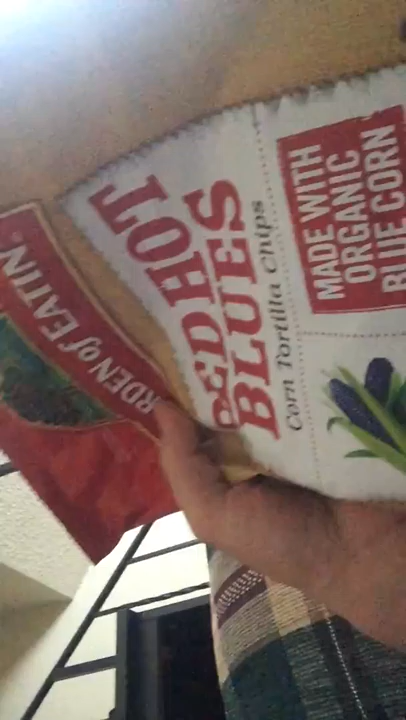 RDEN of EATIN'
RED HOT
BLUES
Corn Tortilla Chips
MADE WITH
ORGANIC
BLUE CORN